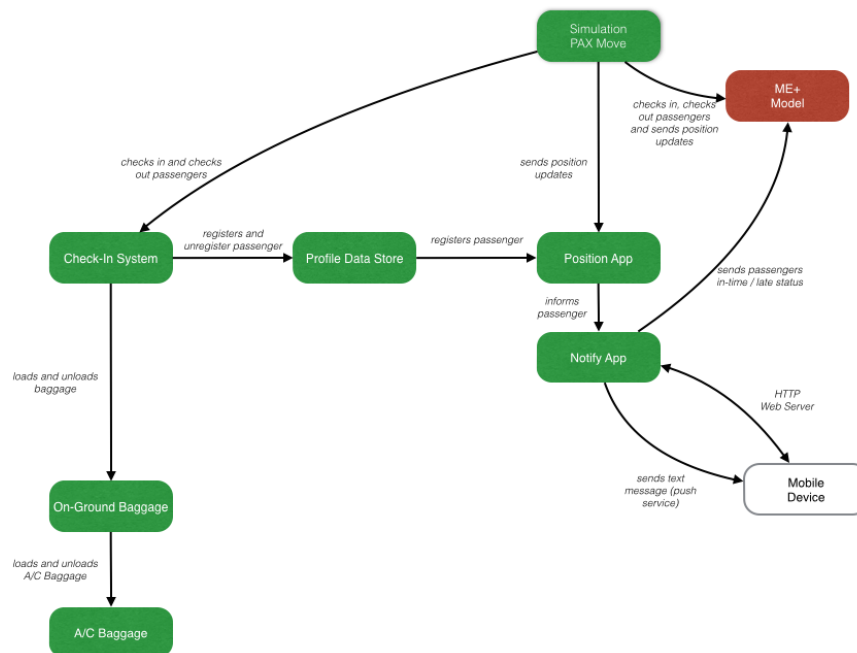 Simulation
PAX Move
ME+
Model
checks in, checks
out passengers
and sends position
updates
checks in and checks
out passengers
sends position
updates
registers and
unregister passenger
registers passenger
Check-In System
Profile Data Store
Position App
sends passengers
in-time / late status
informs
passenger
Notify App
loads and unloads
baggage
HTTP
Web Server
sends text
message (push
service)
Mobile
Device
On-Ground Baggage
loads and unloads
A/C Baggage
A/C Baggage